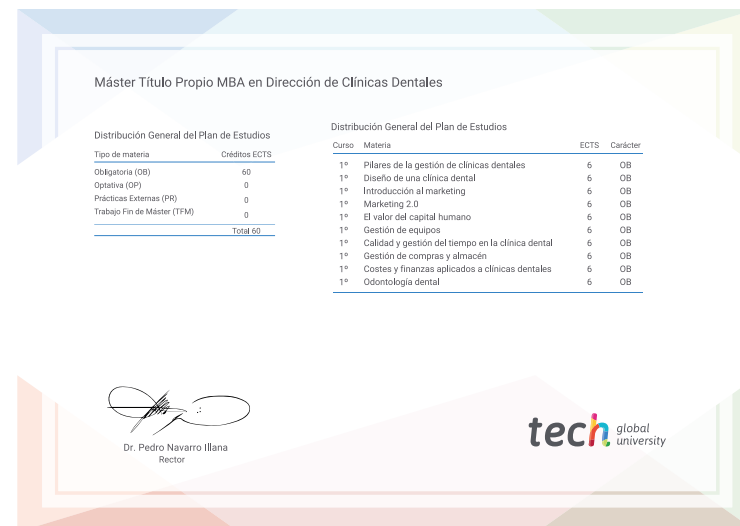 Máster Título Propio MBA en Dirección de Clínicas Dentales
Distribución General del Plan de Estudios
Tipo de materia Créditos ECTS
Obligatoria (OB) 60
Optativa (OP) 0
Prácticas Externas (PR) 0
Trabajo Fin de Máster (TFM) 0
Total 60
Distribución General del Plan de Estudios
Curso Materia ECTS Carácter
1º Pilares de la gestión de clínicas dentales 6 OB
1º Diseño de una clínica dental 6 OB
1º Introducción al marketing 6 OB
1º Marketing 2.0 6 OB
1º El valor del capital humano 6 OB
1º Gestión de equipos 6 OB
1º Calidad y gestión del tiempo en la clínica dental 6 OB
1º Gestión de compras y almacén 6 OB
1º Costes y finanzas aplicados a clínicas dentales 6 OB
1º Odontología dental 6 OB
Dr. Pedro Navarro Illana
Rector
tech global
university